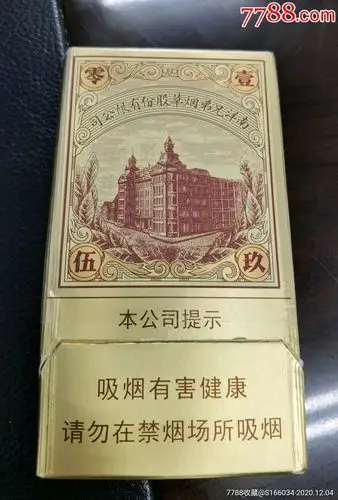 7788.com
零 壹
司公限有份股草烟弟兄洋南
伍 玖
本公司提示
吸烟有害健康
请勿在禁烟场所吸烟
7788收藏@S166034-2020.12.04